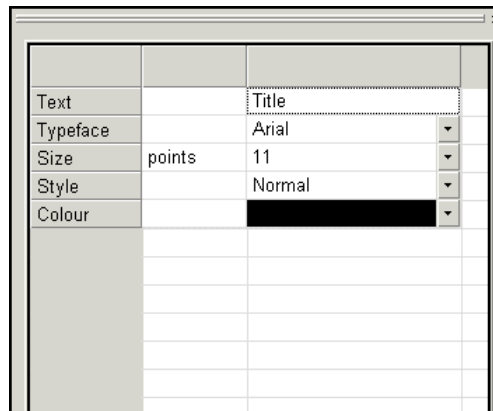 Text Title
Typeface Arial
Size points 11
Style Normal
Colour